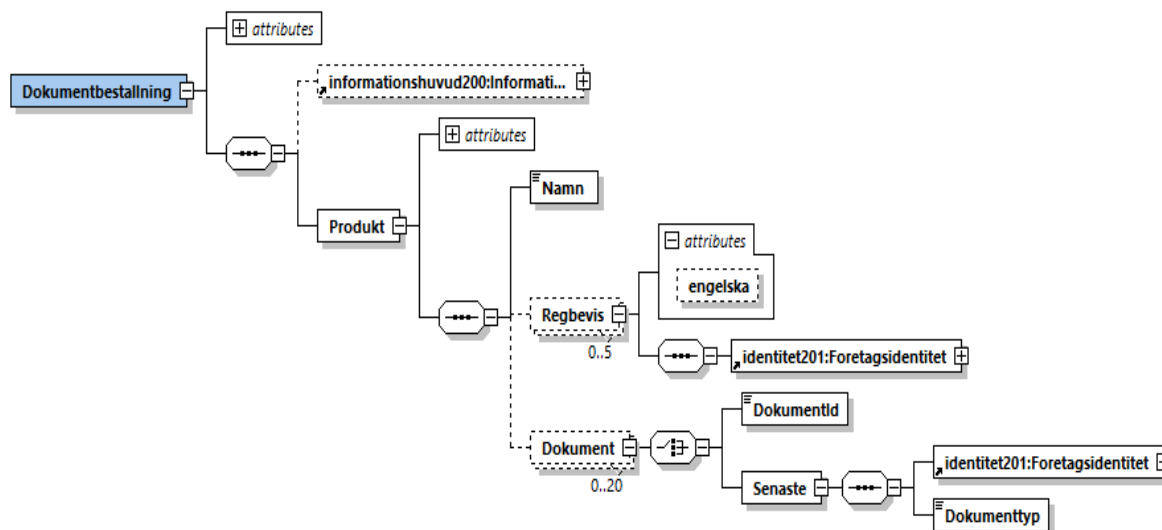 attributes
Dokumentbestallning
informationshuvud200:Informati...
attributes
Namn
Produkt
attributes
engelska
Regbevis
0..5
identitet201:Foretagsidentitet
DokumentId
Dokument
0..20
identitet201:Foretagsidentitet
Senaste
Dokumenttyp